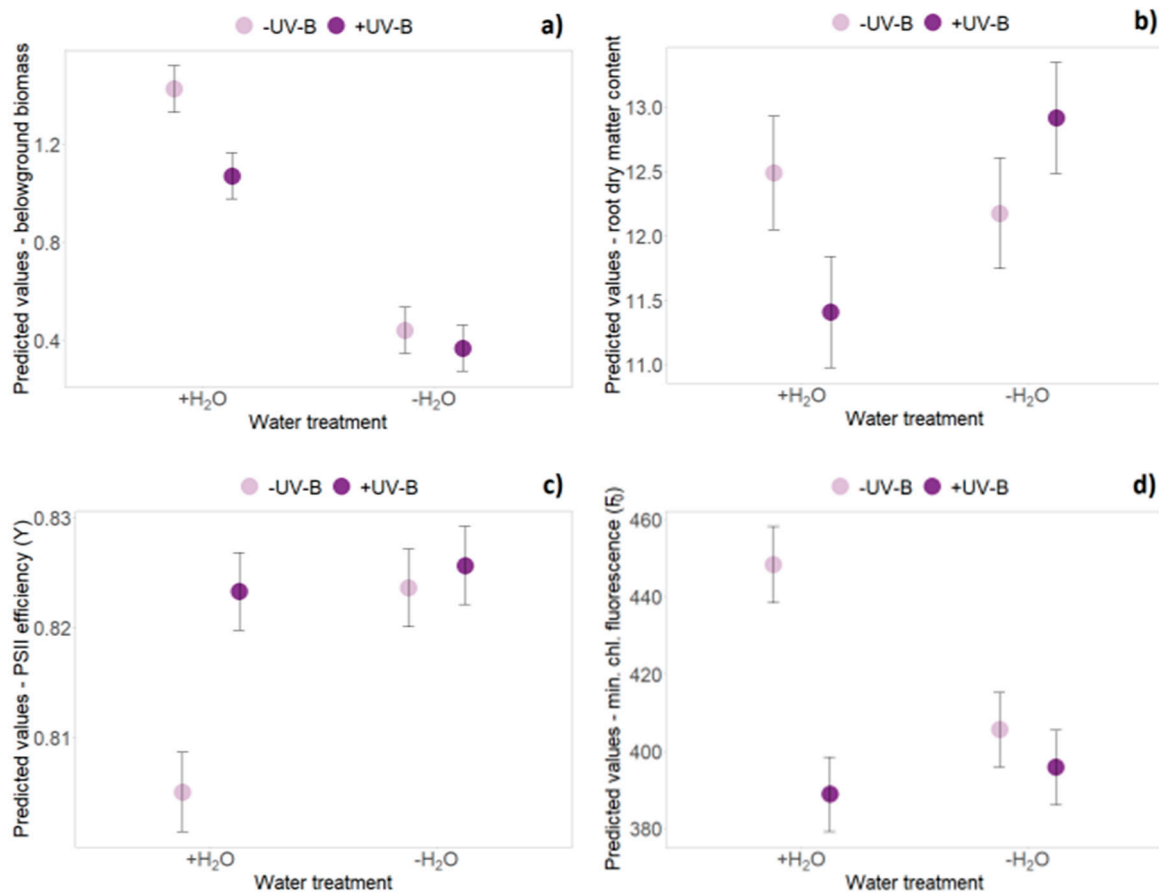 -UV-B +UV-B
a)
Predicted values - belowground biomass
1.2
0.8
0.4
+H₂O -H₂O
Water treatment
-UV-B +UV-B
b)
Predicted values - root dry matter content
13.0
12.5
12.0
11.5
11.0
+H₂O -H₂O
Water treatment
-UV-B +UV-B
c)
Predicted values - PSII efficiency (Y)
0.83
0.82
0.81
+H₂O -H₂O
Water treatment
-UV-B +UV-B
d)
Predicted values - min. chl. fluorescence (F₀)
460
440
420
400
380
+H₂O -H₂O
Water treatment